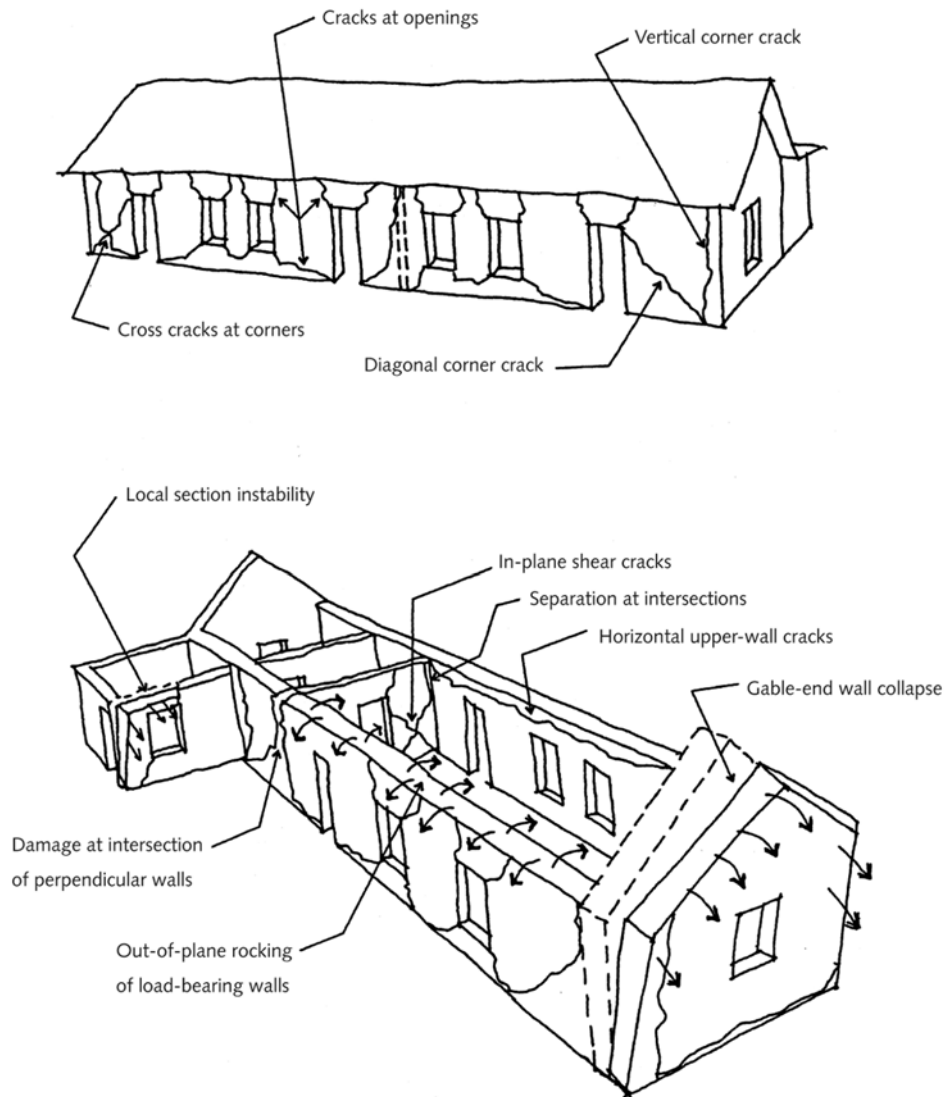 Cracks at openings
Vertical corner crack
Cross cracks at corners
Diagonal corner crack
Local section instability
In-plane shear cracks
Separation at intersections
Horizontal upper-wall cracks
Gable-end wall collapse
Damage at intersection
of perpendicular walls
Out-of-plane rocking
of load-bearing walls